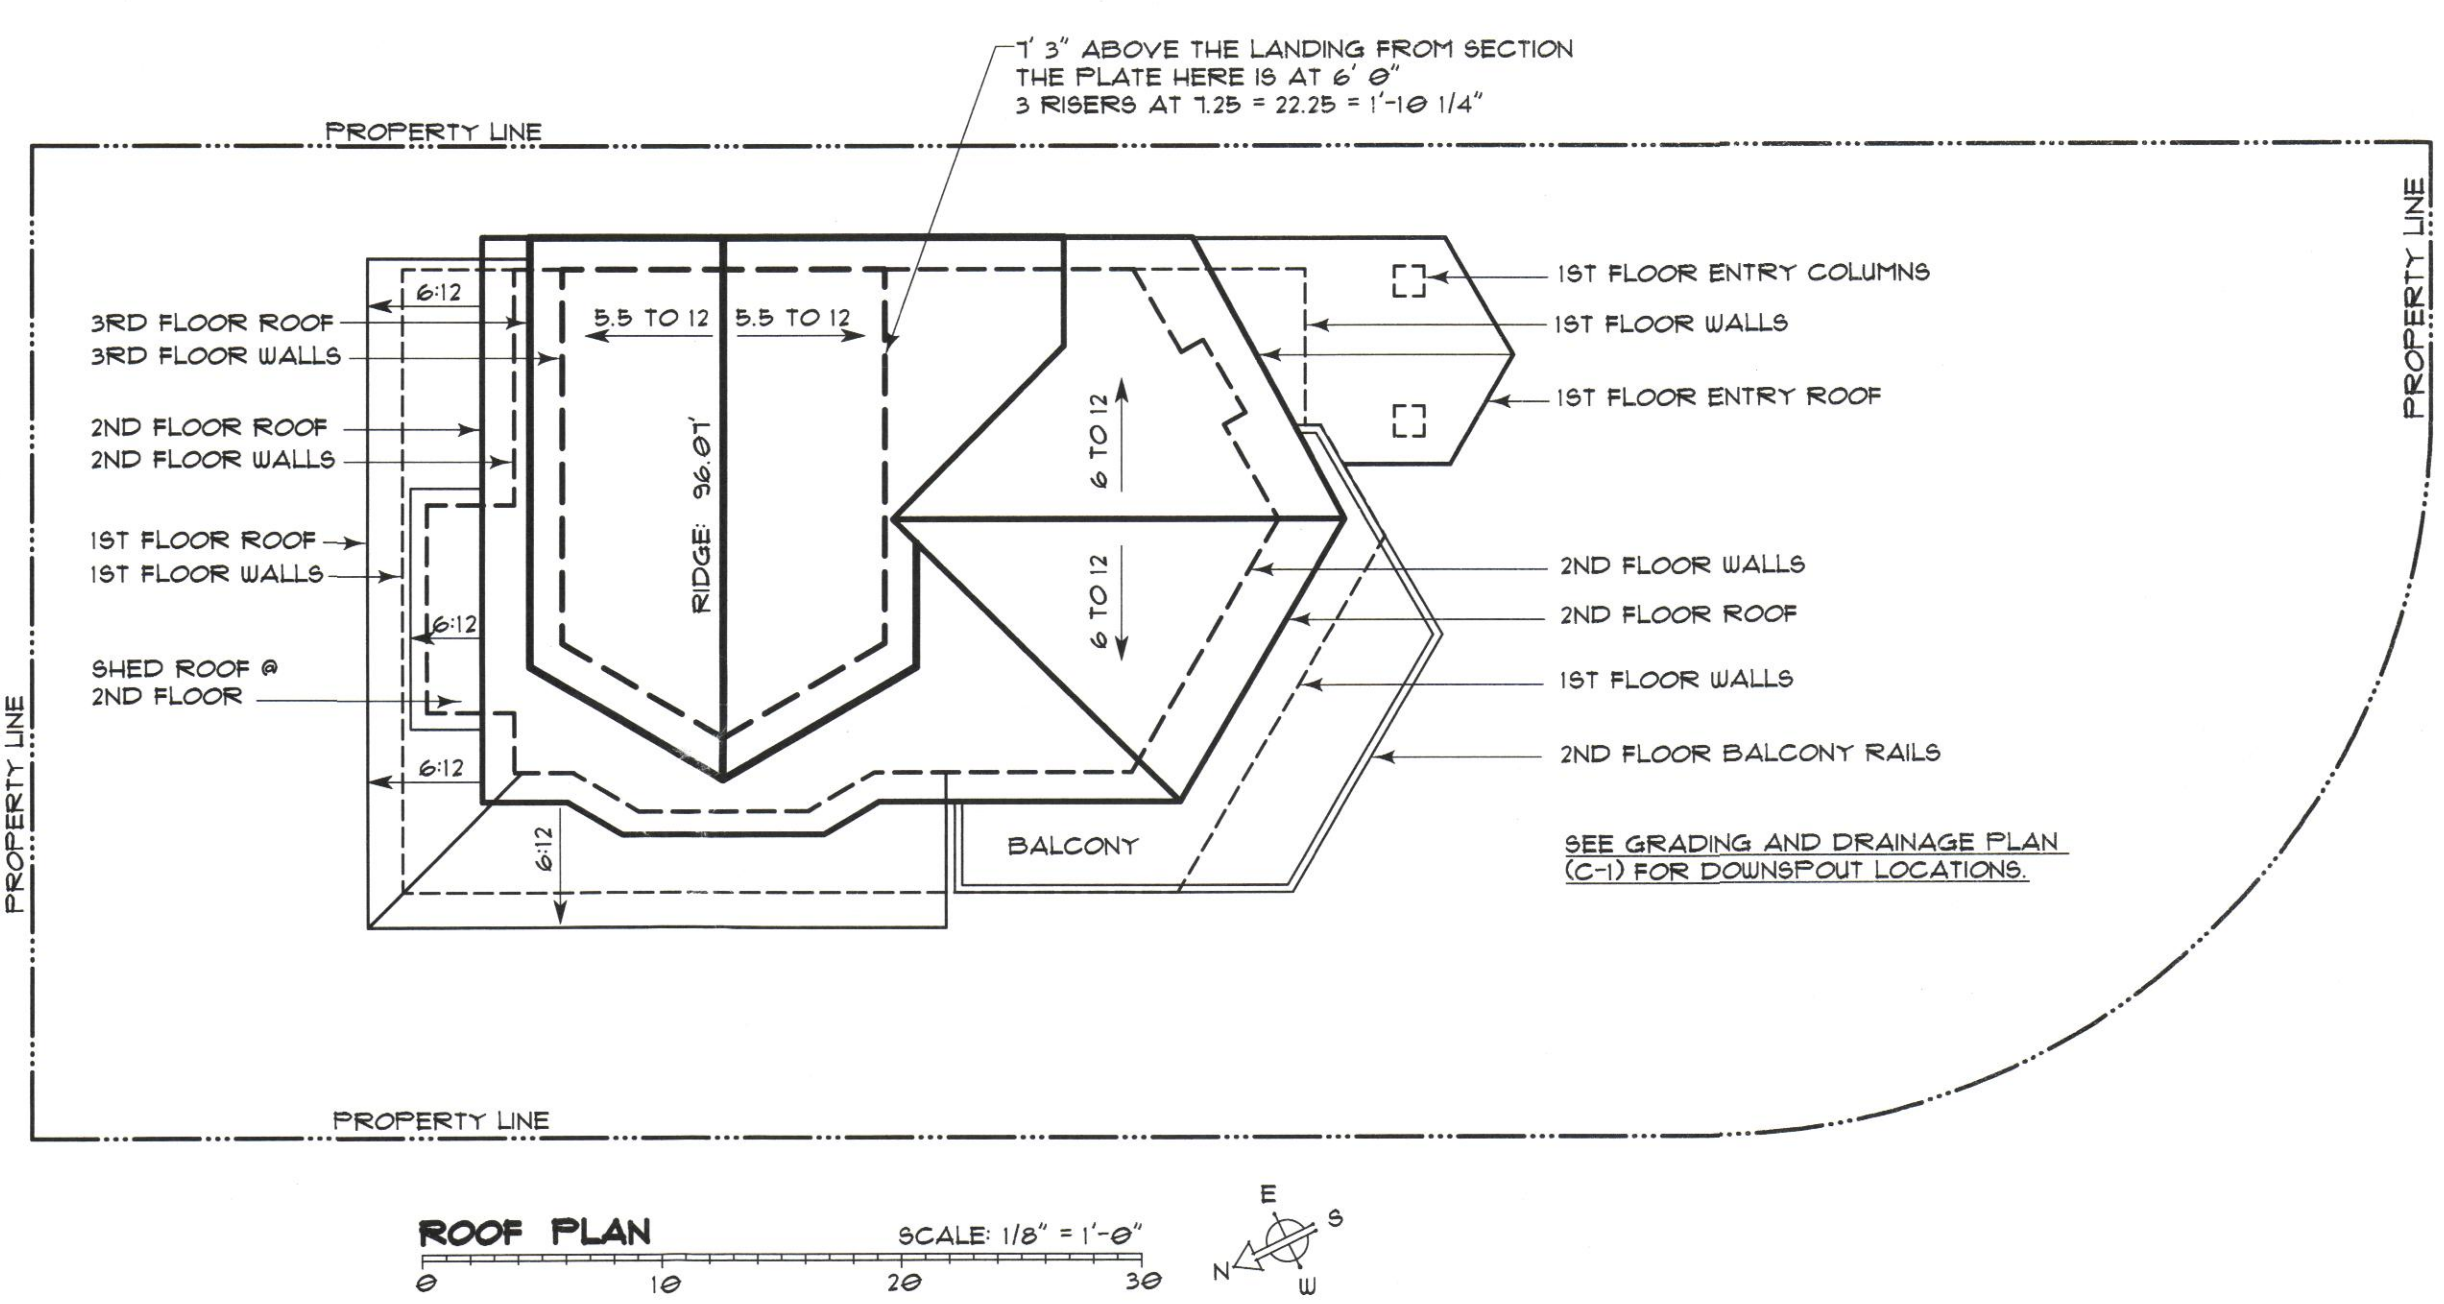 7' 3" ABOVE THE LANDING FROM SECTION
THE PLATE HERE IS AT 6' 0"
3 RISERS AT 7.25 = 22.25 = 1'-10 1/4"
PROPERTY LINE
PROPERTY LINE
6:12
3RD FLOOR ROOF
3RD FLOOR WALLS
5.5 TO 12
5.5 TO 12
1ST FLOOR ENTRY COLUMNS
1ST FLOOR WALLS
1ST FLOOR ENTRY ROOF
2ND FLOOR ROOF
2ND FLOOR WALLS
RIDGE: 96.07'
6 TO 12
6 TO 12
1ST FLOOR ROOF
1ST FLOOR WALLS
6:12
2ND FLOOR WALLS
2ND FLOOR ROOF
1ST FLOOR WALLS
2ND FLOOR BALCONY RAILS
SHED ROOF @
2ND FLOOR
6:12
6:12
BALCONY
SEE GRADING AND DRAINAGE PLAN
(C-1) FOR DOWNSPOUT LOCATIONS.
PROPERTY LINE
PROPERTY LINE
ROOF PLAN
SCALE: 1/8" = 1'-0"
0 10 20 30
E
S
N
W